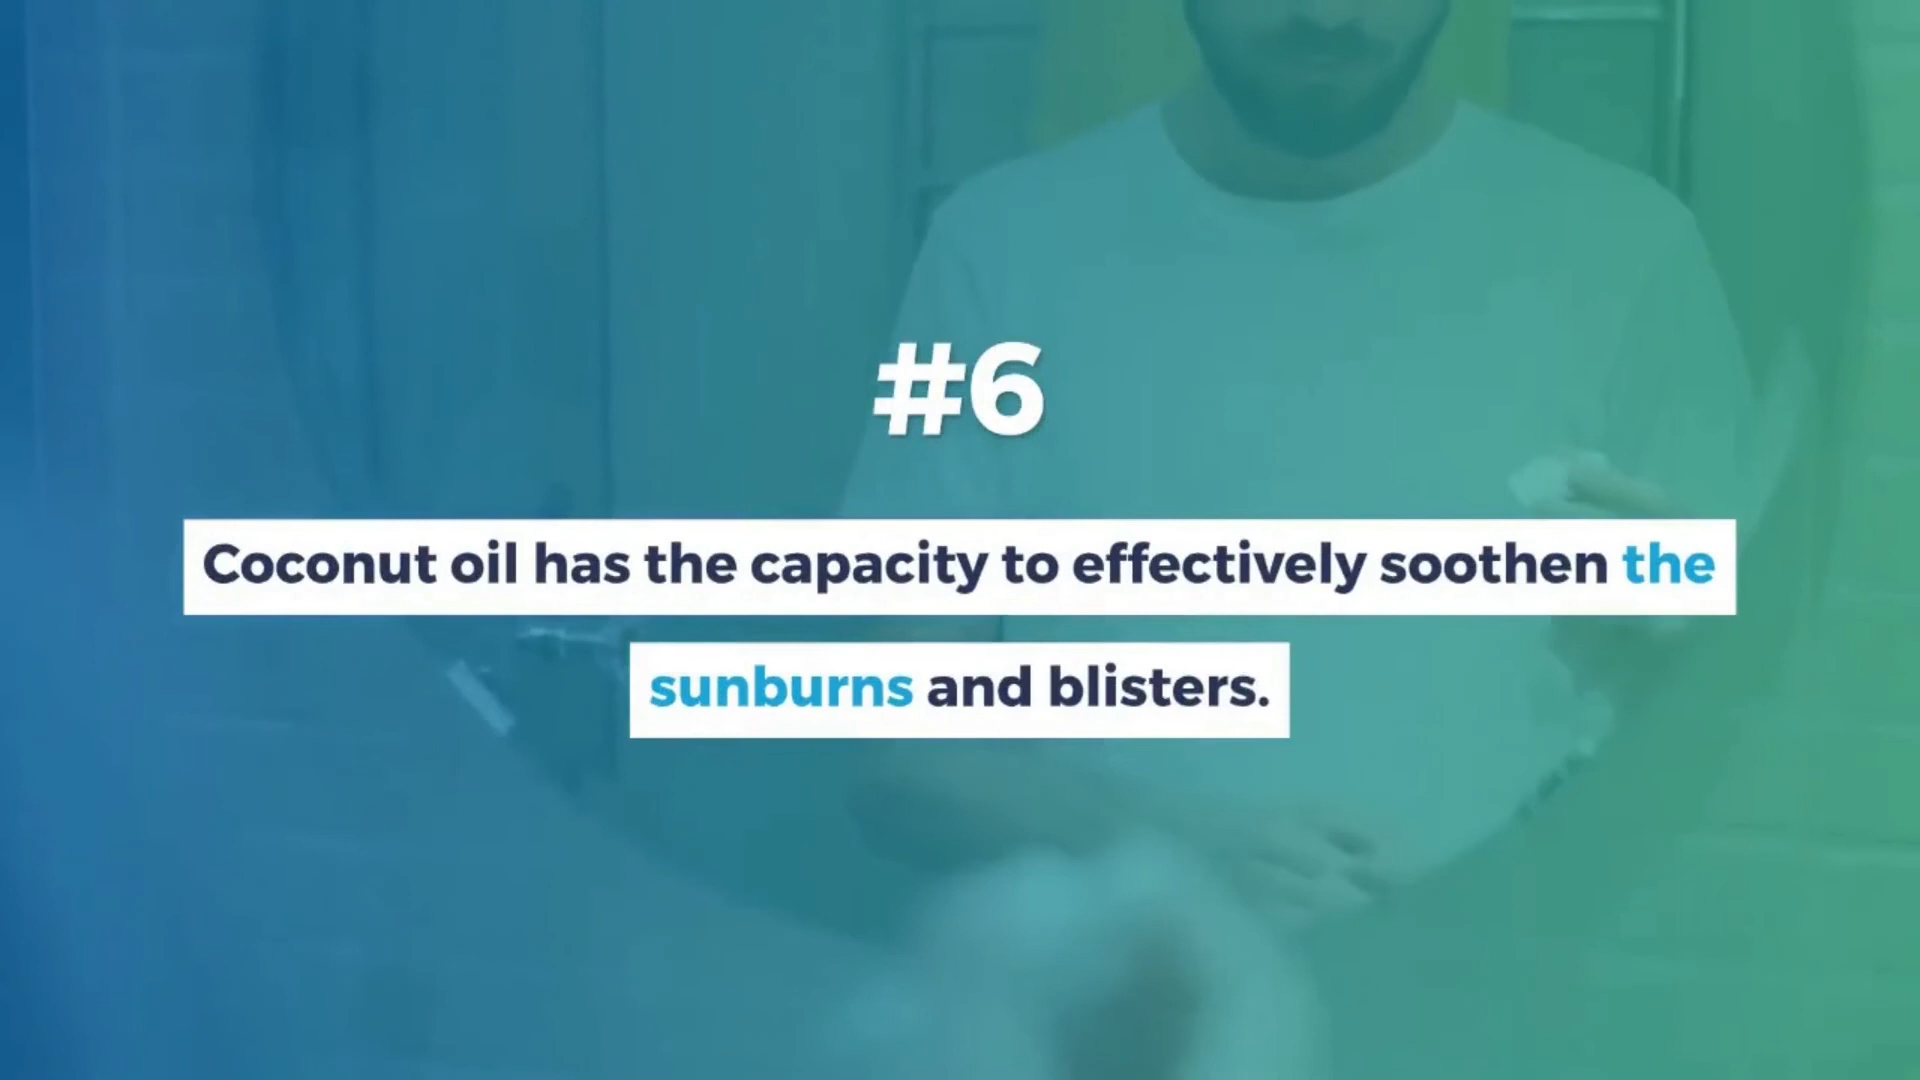 #6
Coconut oil has the capacity to effectively soothen the
sunburns and blisters.